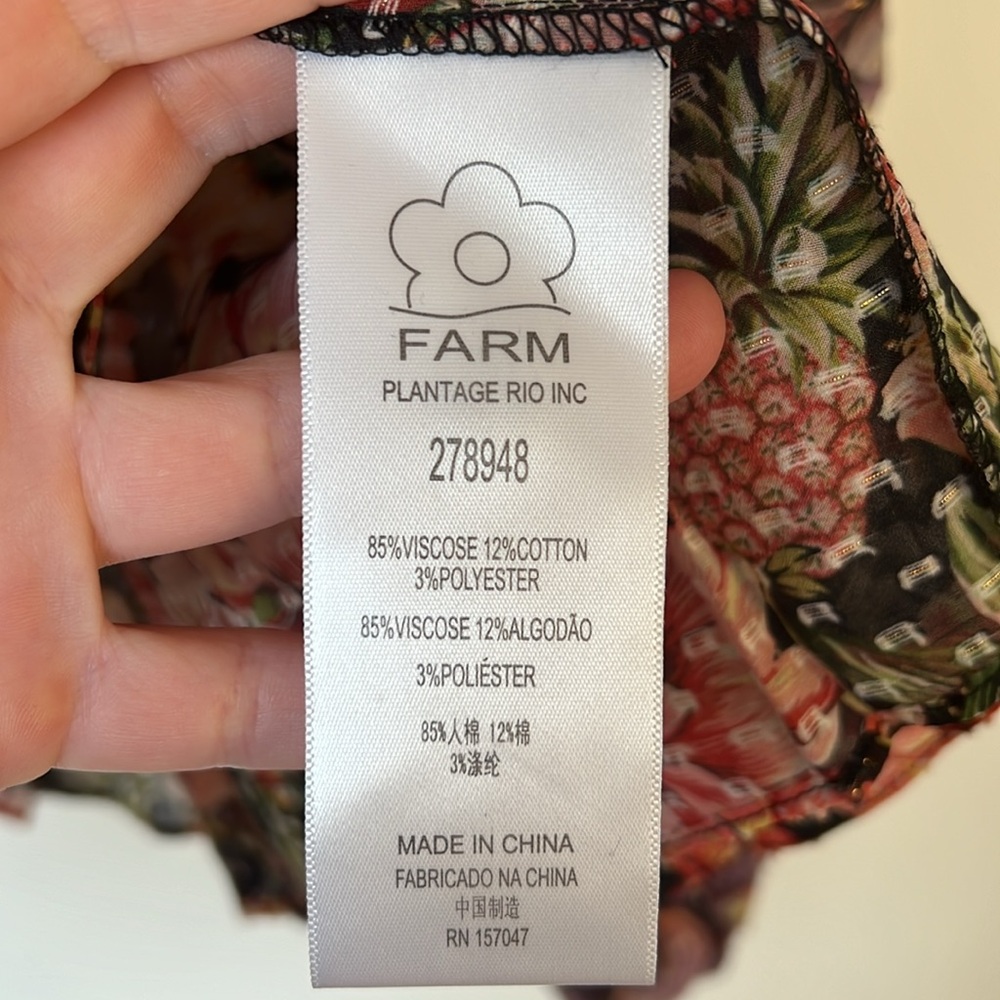 FARM
PLANTAGE RIO INC
278948
85%VISCOSE 12%COTTON
3%POLYESTER
85%VISCOSE 12%ALGODÃO
3%POLIÉSTER
85%人棉 12%棉
3%涤纶
MADE IN CHINA
FABRICADO NA CHINA
中国制造
RN 157047